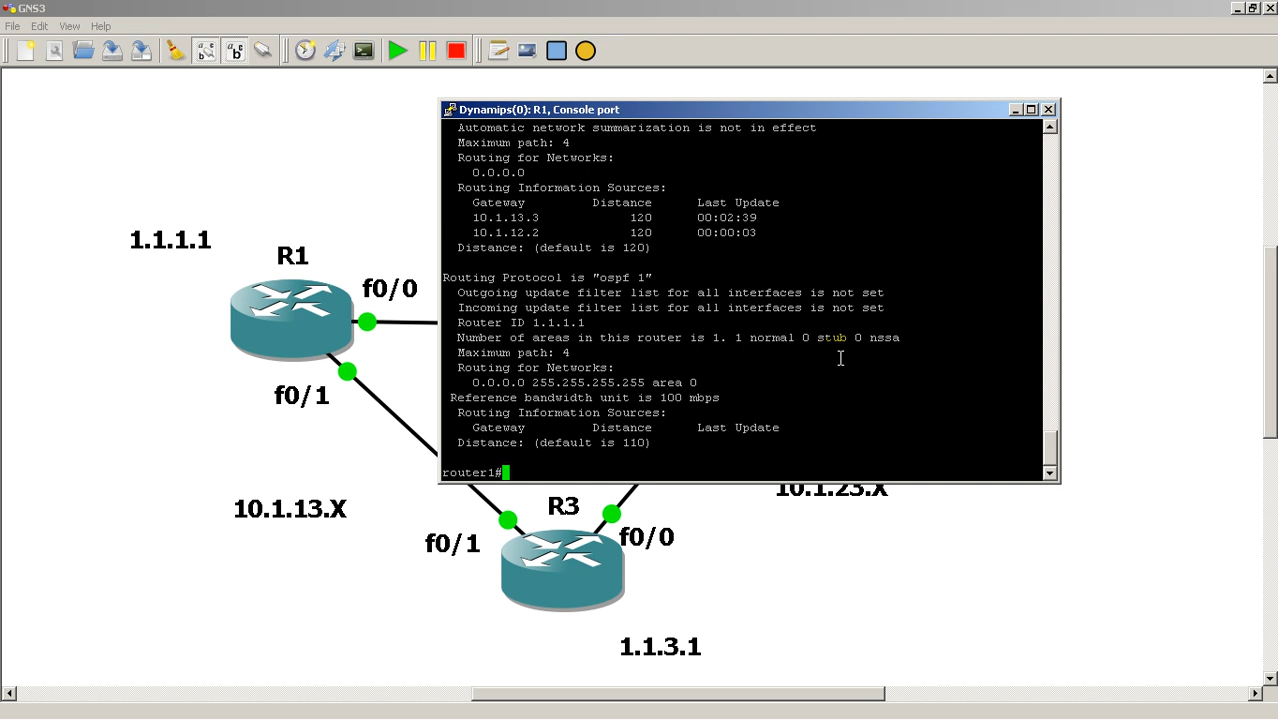 GNS3
File Edit View Help
Dynamips(0): R1, Console port
Automatic network summarization is not in effect
Maximum path: 4
Routing for Networks:
0.0.0.0
Routing Information Sources:
Gateway Distance Last Update
10.1.13.3 120 00:02:39
10.1.12.2 120 00:00:03
Distance: (default is 120)
Routing Protocol is "ospf 1"
Outgoing update filter list for all interfaces is not set
Incoming update filter list for all interfaces is not set
Router ID 1.1.1.1
Number of areas in this router is 1. 1 normal 0 stub 0 nssa
Maximum path: 4
Routing for Networks:
0.0.0.0 255.255.255.255 area 0
Reference bandwidth unit is 100 mbps
Routing Information Sources:
Gateway Distance Last Update
Distance: (default is 110)
router1#
1.1.1.1
R1
f0/0
f0/1
10.1.13.X
10.1.23.X
R3
f0/1
f0/0
1.1.3.1